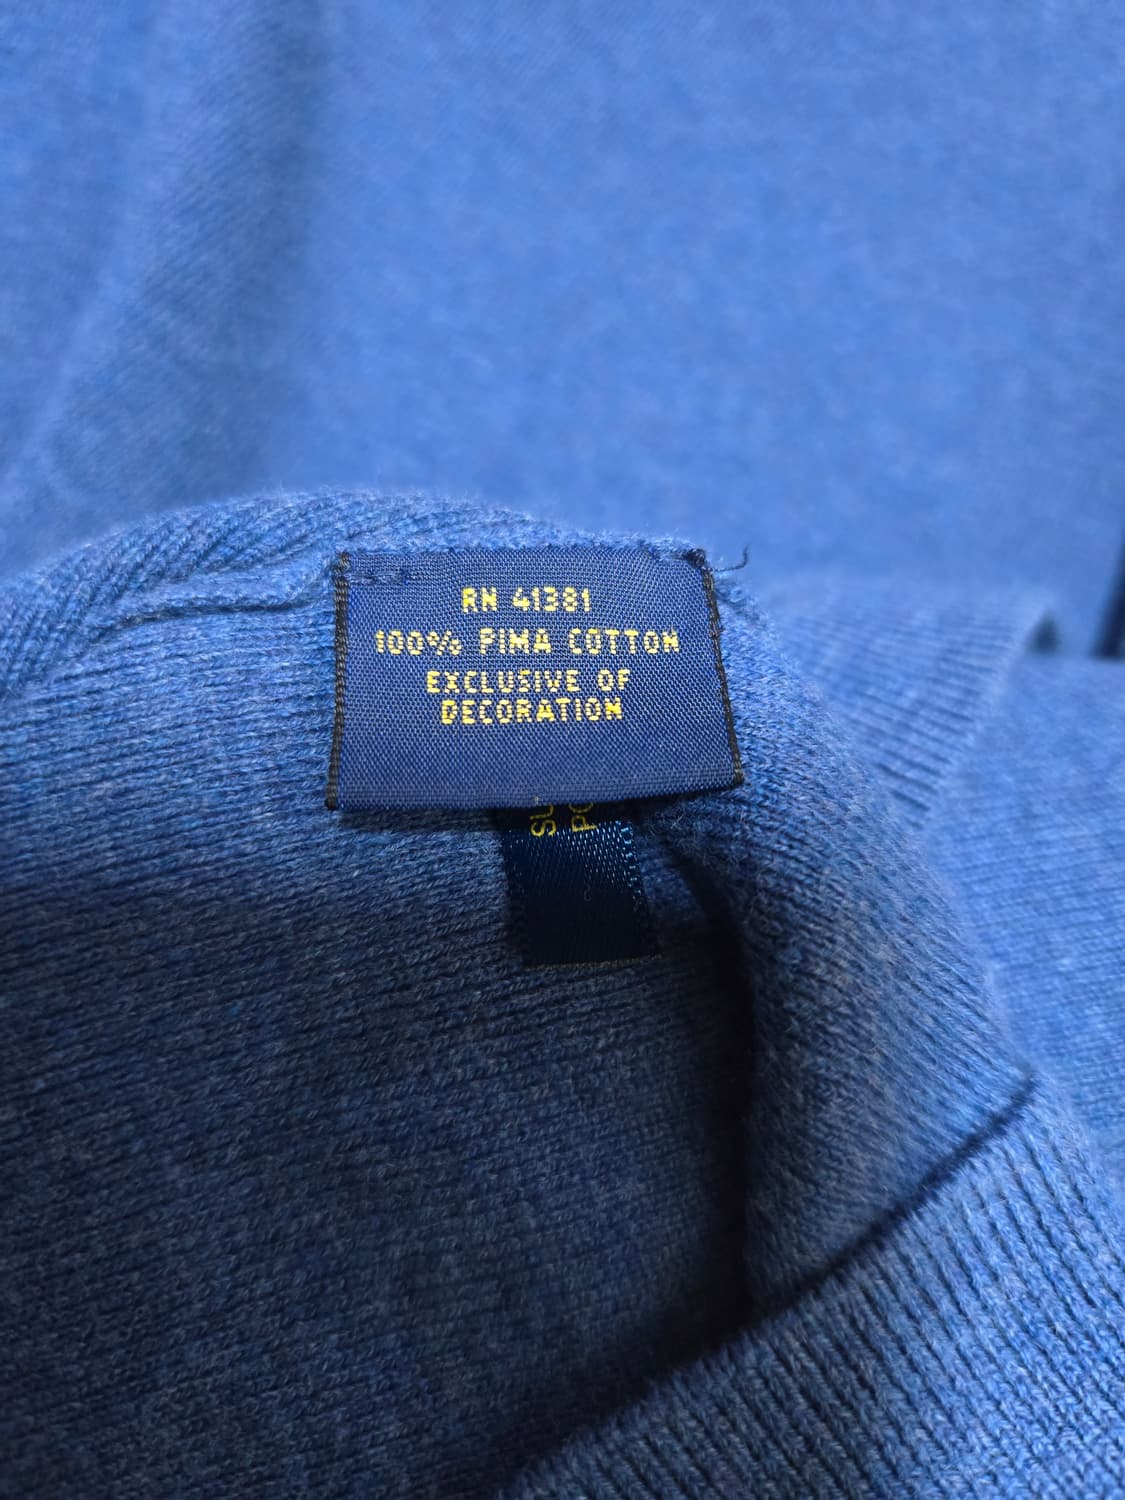 RN 41381
100% PIMA COTTON
EXCLUSIVE OF
DECORATION